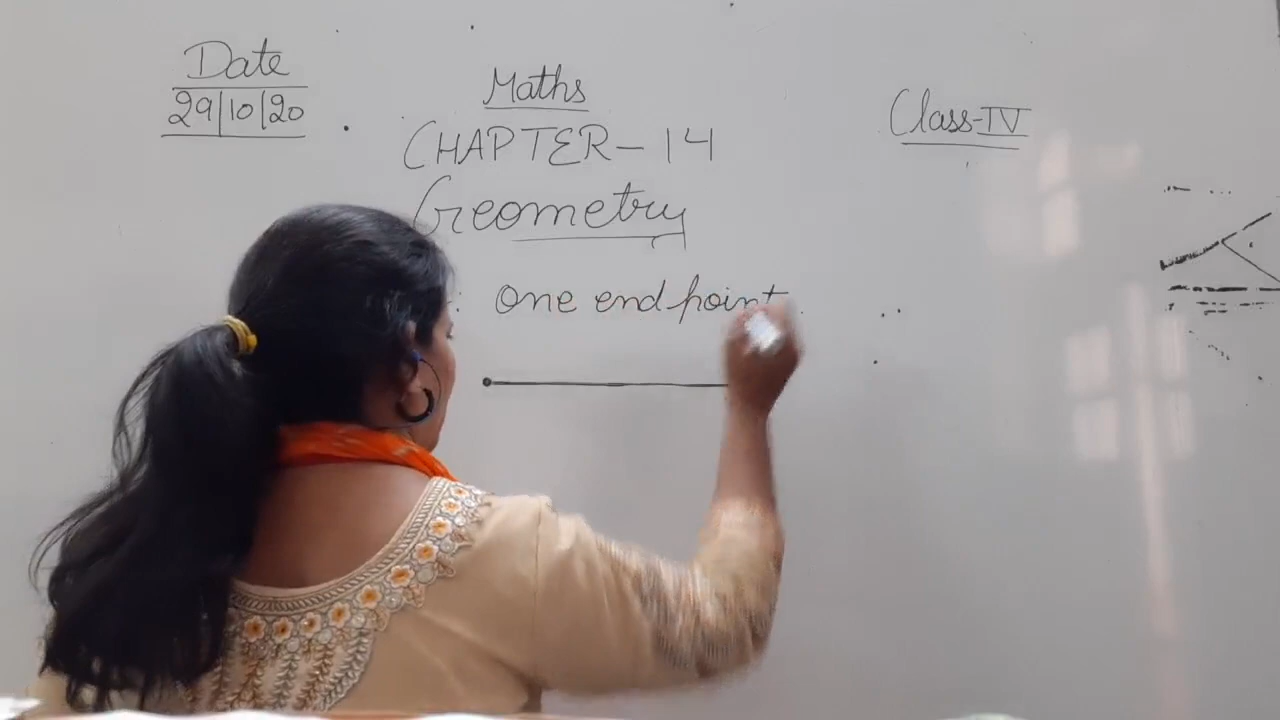 Date
29/10/20
Maths
Class-IV
CHAPTER-14
Geometry
One end point